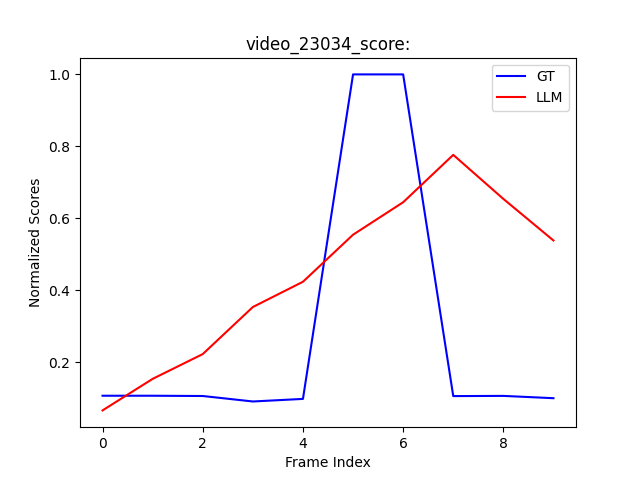 video_23034_score:
GT
LLM
Normalized Scores
1.0
0.8
0.6
0.4
0.2
0 2 4 6 8
Frame Index